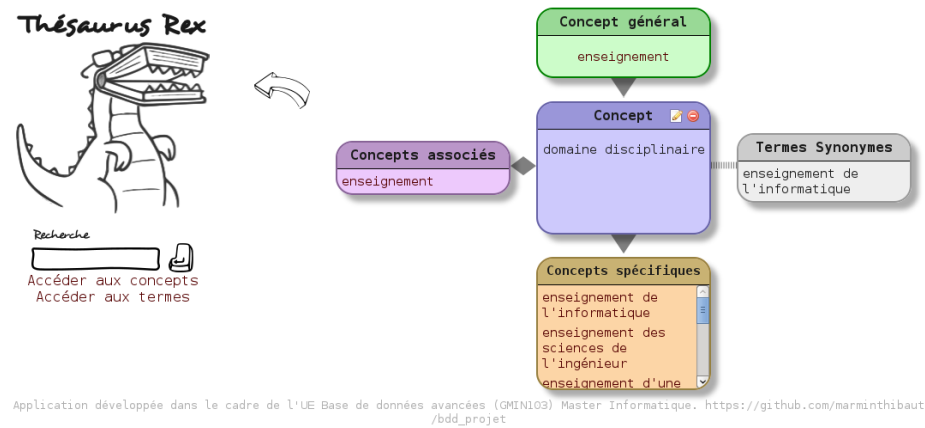 Thésaurus Rex
Recherche
Accéder aux concepts
Accéder aux termes
Concept général
enseignement
Concepts associés
enseignement
Concept
domaine disciplinaire
Termes Synonymes
enseignement de
l'informatique
Concepts spécifiques
enseignement de
l'informatique
enseignement des
sciences de
l'ingénieur
enseignement d'une
Application développée dans le cadre de l'UE Base de données avancées (GMIN103) Master Informatique. https://github.com/marminthibaut
/bdd_projet